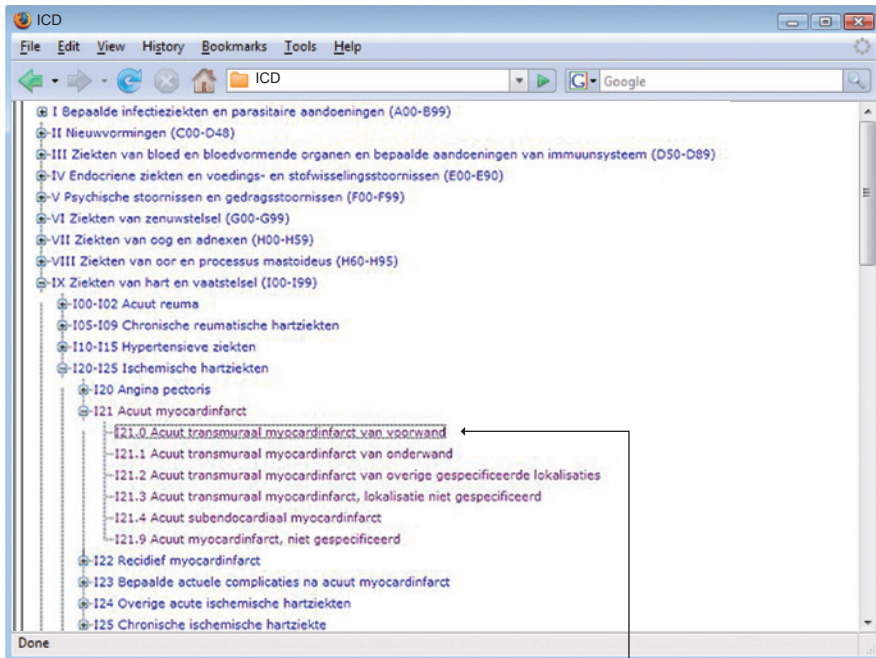 ICD
File Edit View History Bookmarks Tools Help
ICD G Google
I Bepaalde infectieziekten en parasitaire aandoeningen (A00-B99)
II Nieuwvormingen (C00-D48)
III Ziekten van bloed en bloedvormende organen en bepaalde aandoeningen van immuunsysteem (D50-D89)
IV Endocriene ziekten en voedings- en stofwisselingsstoornissen (E00-E90)
V Psychische stoornissen en gedragsstoornissen (F00-F99)
VI Ziekten van zenuwstelsel (G00-G99)
VII Ziekten van oog en adnexen (H00-H59)
VIII Ziekten van oor en processus mastoideus (H60-H95)
IX Ziekten van hart en vaatstelsel (I00-I99)
I00-I02 Acuut reuma
I05-I09 Chronische reumatische hartziekten
I10-I15 Hypertensieve ziekten
I20-I25 Ischemische hartziekten
I20 Angina pectoris
I21 Acuut myocardinfarct
I21.0 Acuut transmuraal myocardinfarct van voorwand
I21.1 Acuut transmuraal myocardinfarct van onderwand
I21.2 Acuut transmuraal myocardinfarct van overige gespecificeerde lokalisaties
I21.3 Acuut transmuraal myocardinfarct, lokalisatie niet gespecificeerd
I21.4 Acuut subendocardiaal myocardinfarct
I21.9 Acuut myocardinfarct, niet gespecificeerd
I22 Recidief myocardinfarct
I23 Bepaalde actuele complicaties na acuut myocardinfarct
I24 Overige acute ischemische hartziekten
I25 Chronische ischemische hartziekte
Done